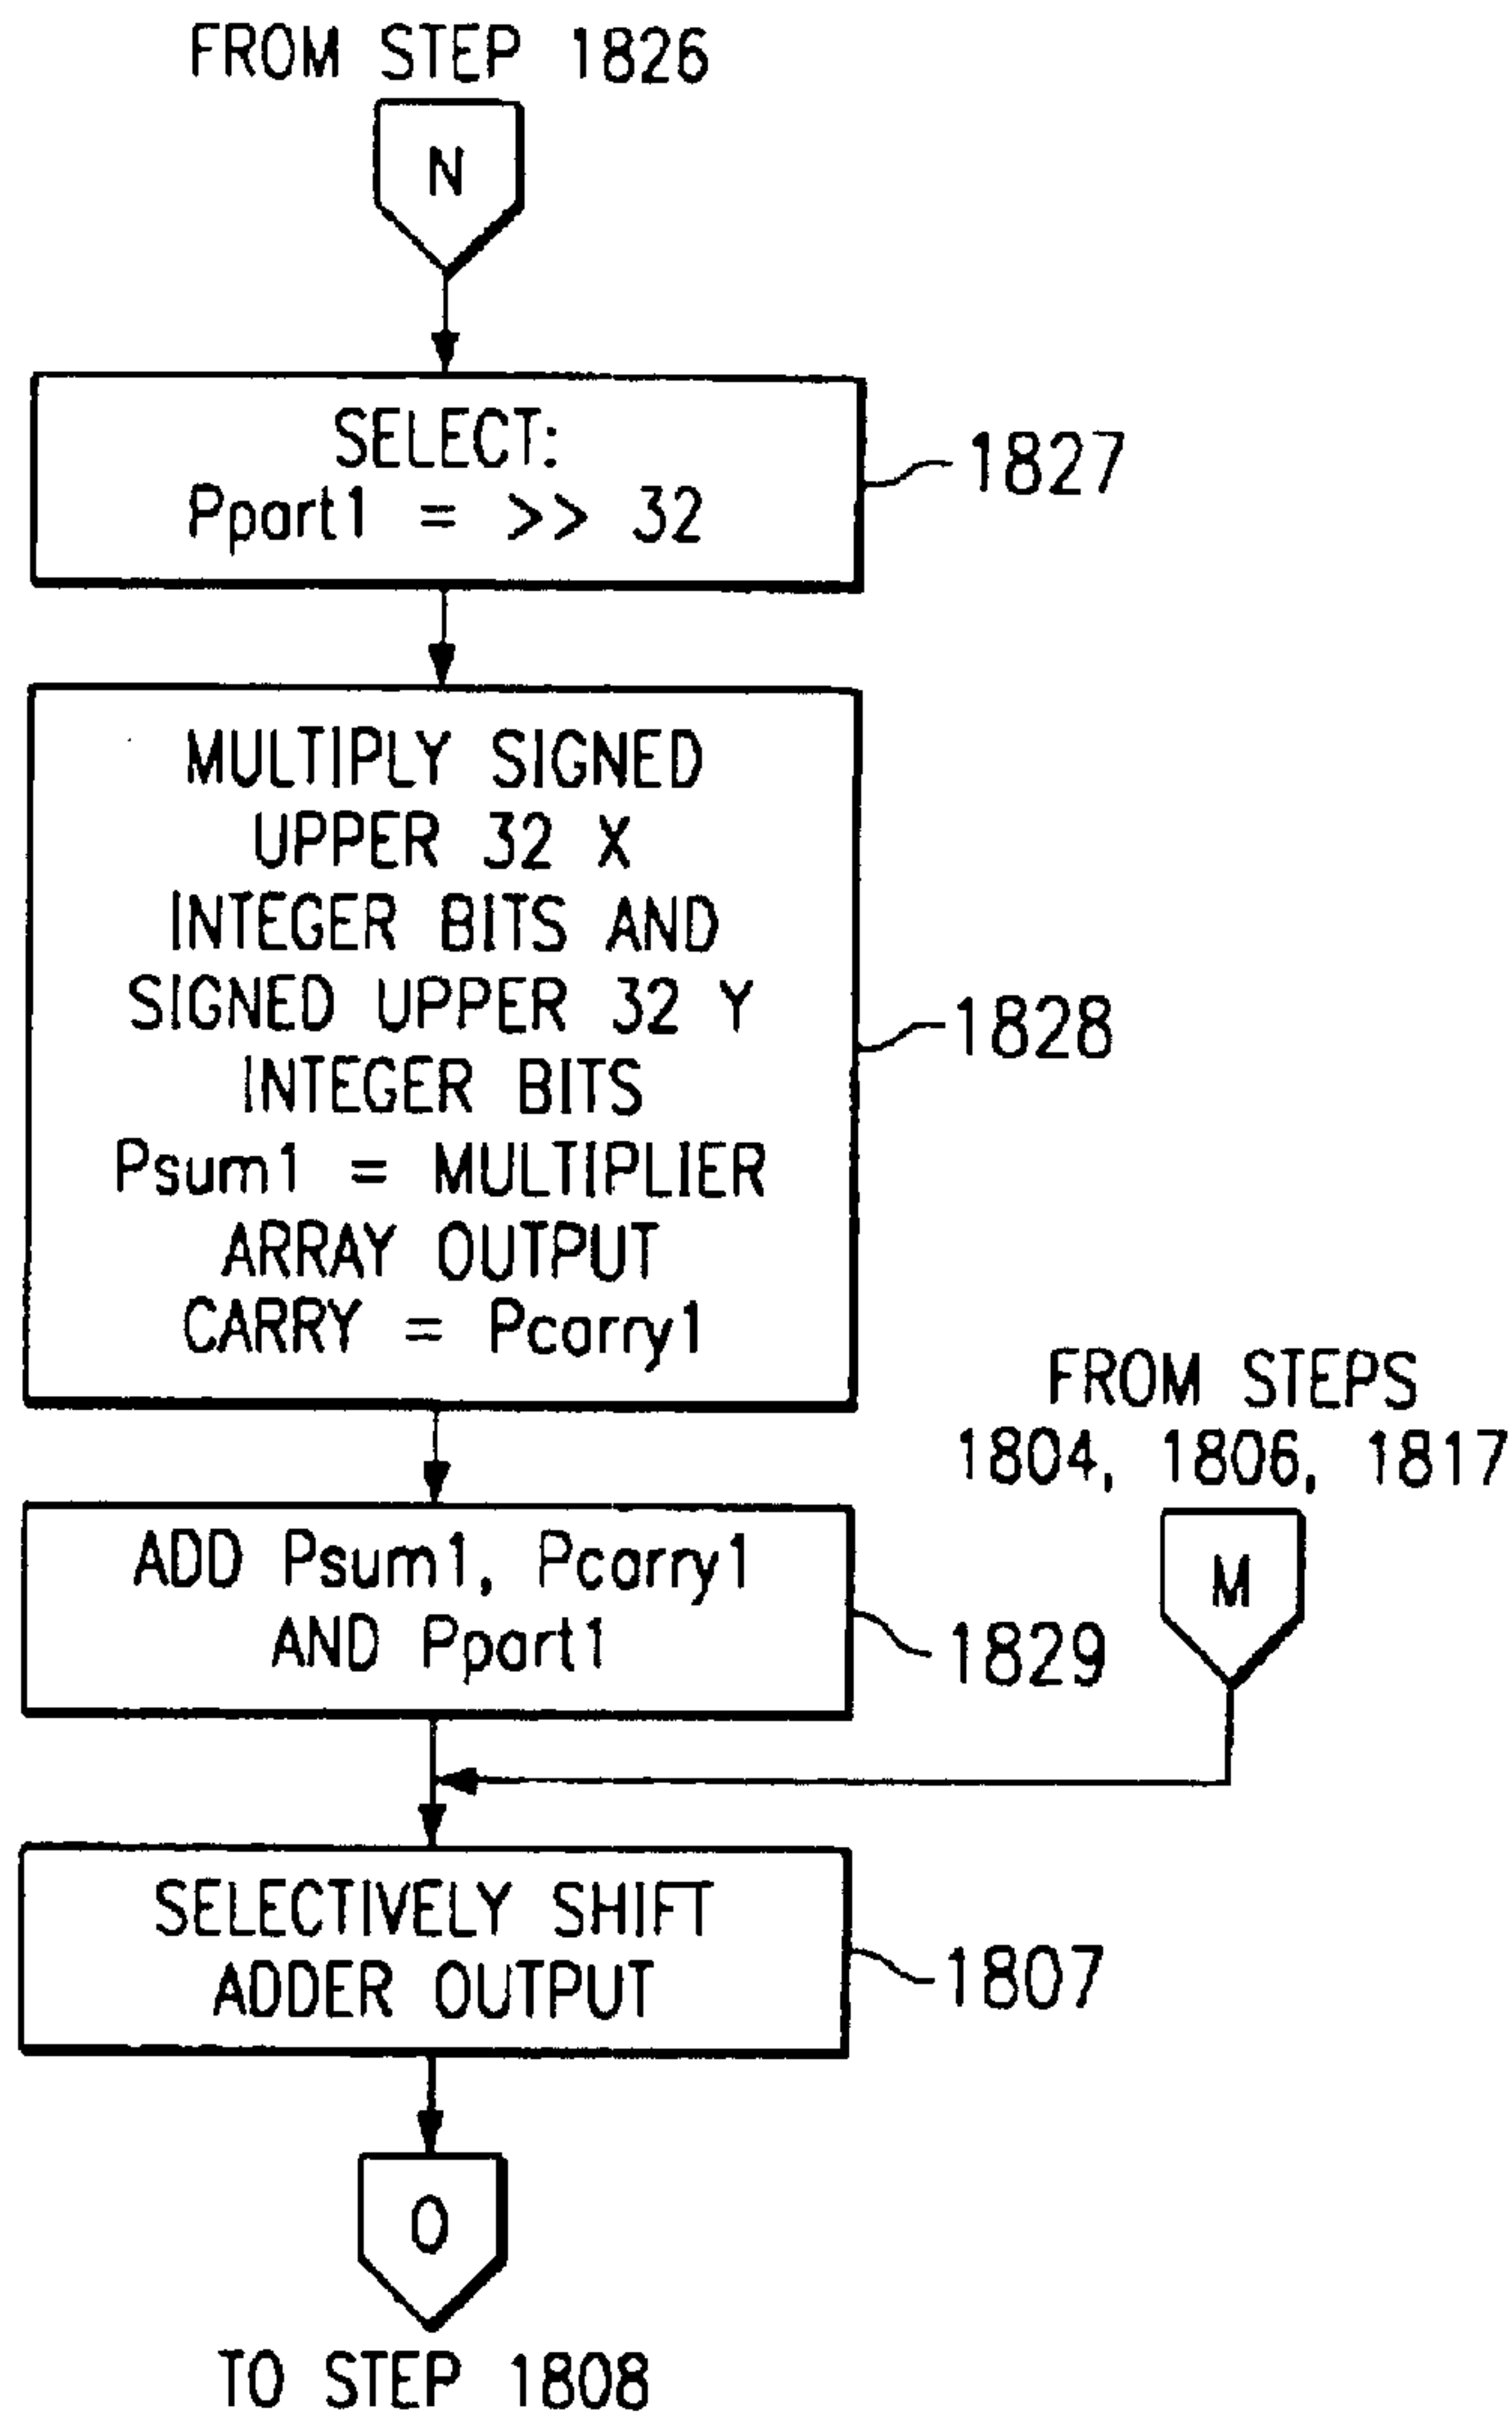 FROM STEP 1826
N
SELECT:
Ppart1 = >> 32
1827
MULTIPLY SIGNED
UPPER 32 X
INTEGER BITS AND
SIGNED UPPER 32 Y
INTEGER BITS
Psum1 = MULTIPLIER
ARRAY OUTPUT
CARRY = Pcarry1
1828
FROM STEPS
1804, 1806, 1817
M
ADD Psum1, Pcarry1
AND Ppart1
1829
SELECTIVELY SHIFT
ADDER OUTPUT
1807
O
TO STEP 1808